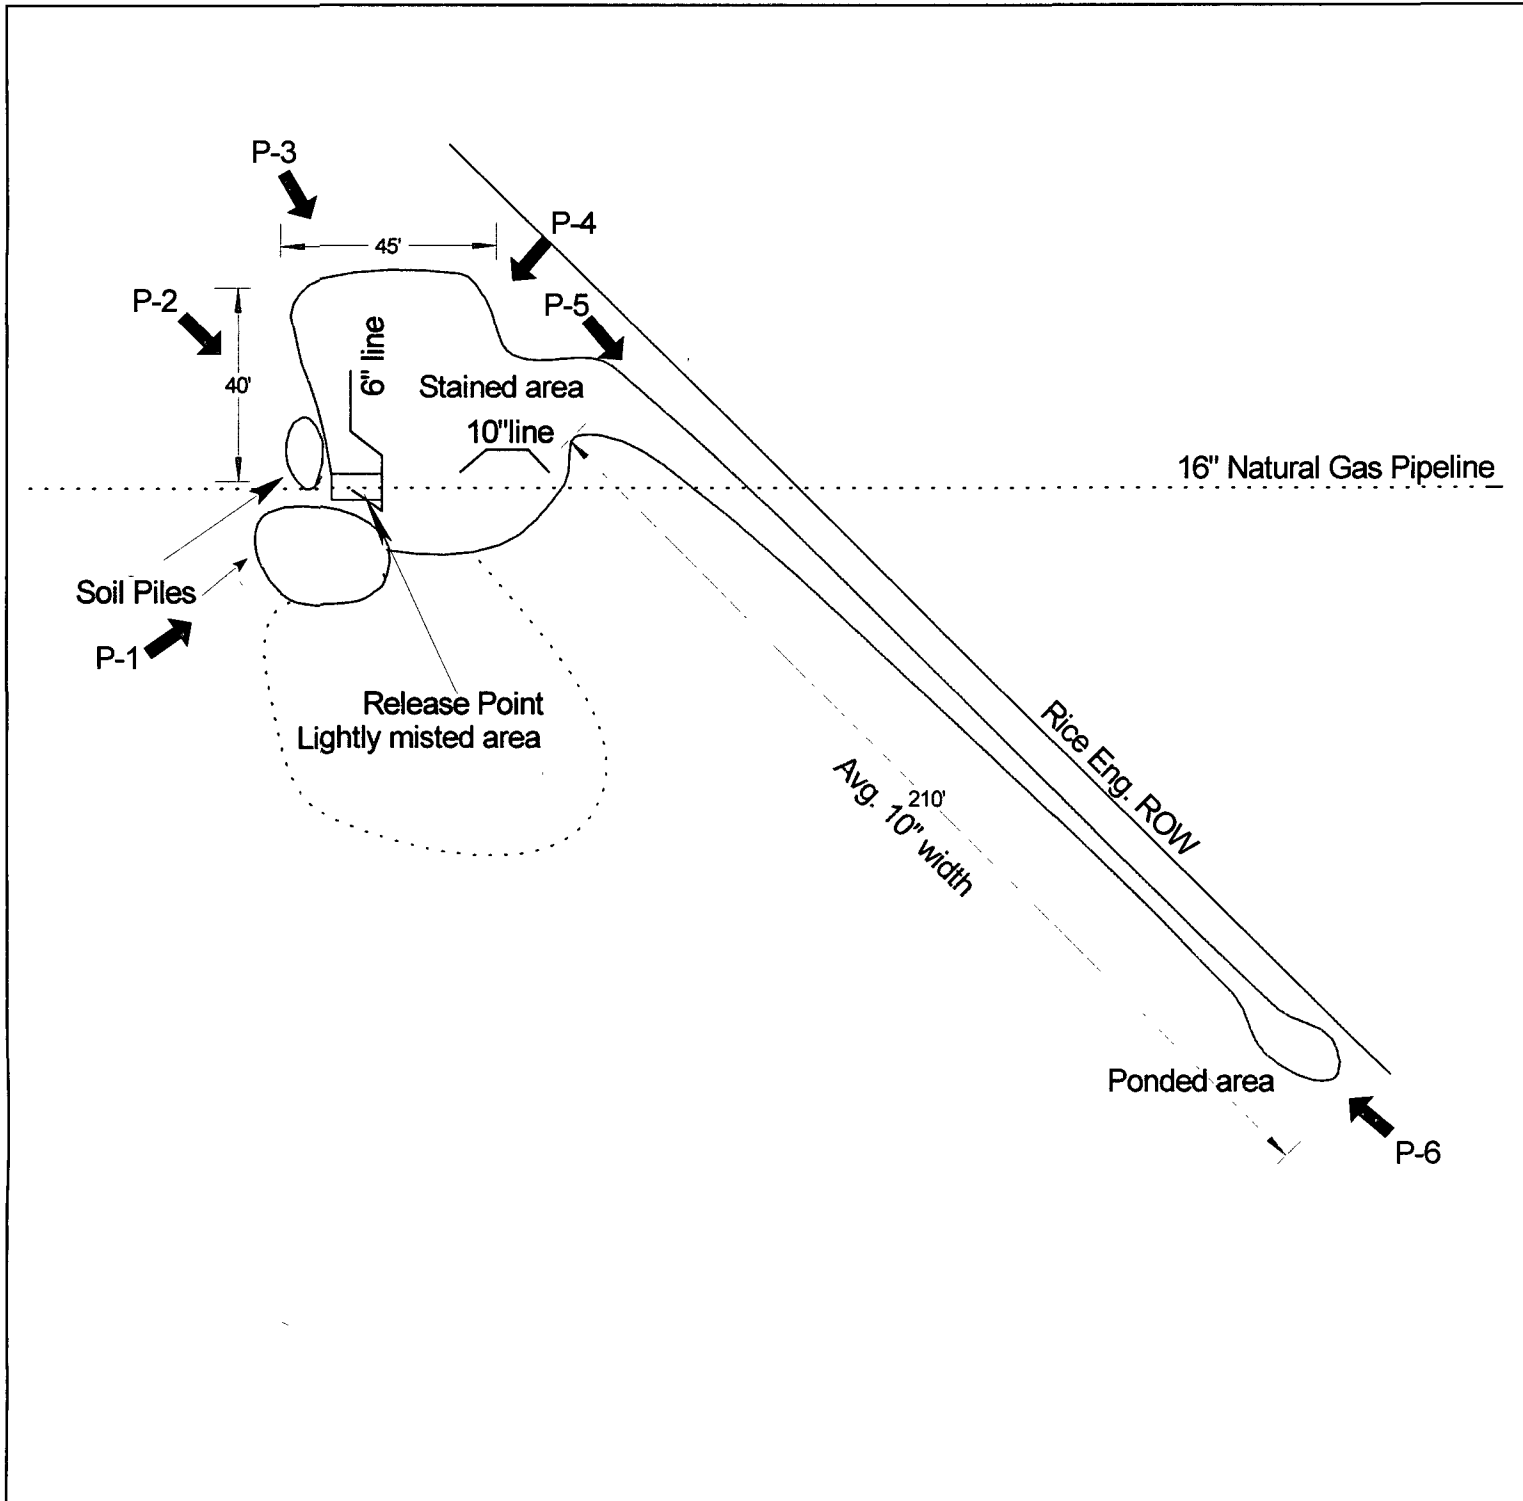 P-3
P-4
45'
P-2
P-5
40'
6" line
Stained area
10"line
16" Natural Gas Pipeline
Soil Piles
P-1
Release Point
Lightly misted area
Rice Eng. ROW
210'
Avg. 10" width
Ponded area
P-6